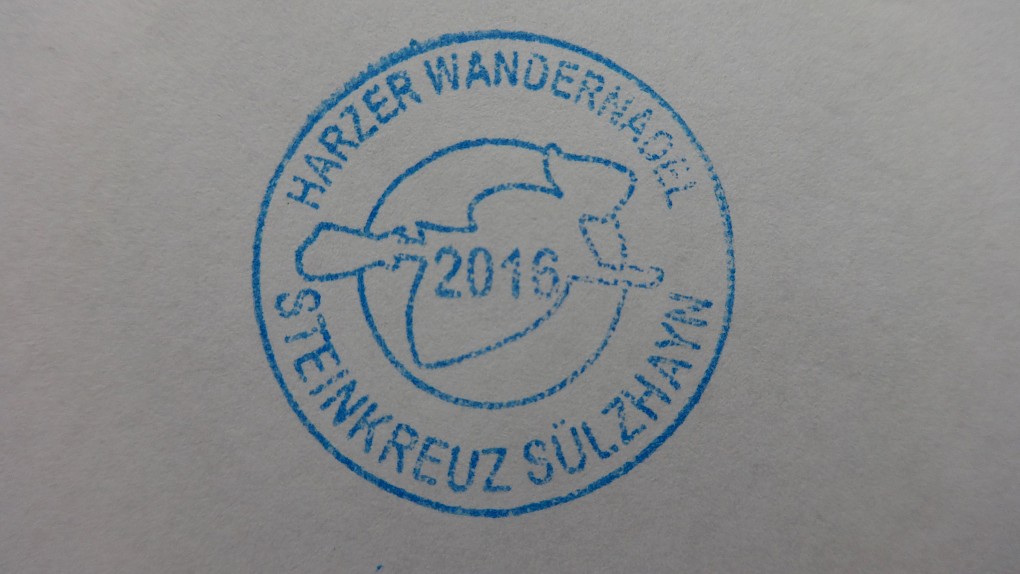 HARZER WANDERNADEL
2016
STEINKREUZ SÜLZHAYN